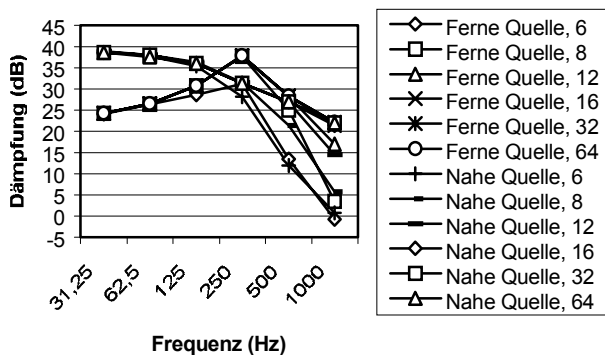 Dämpfung (dB)
45
40
35
30
25
20
15
10
5
0
-5
31,25
62,5
125
250
500
1000
Frequenz (Hz)
Ferne Quelle, 6
Ferne Quelle, 8
Ferne Quelle, 12
Ferne Quelle, 16
Ferne Quelle, 32
Ferne Quelle, 64
Nahe Quelle, 6
Nahe Quelle, 8
Nahe Quelle, 12
Nahe Quelle, 16
Nahe Quelle, 32
Nahe Quelle, 64